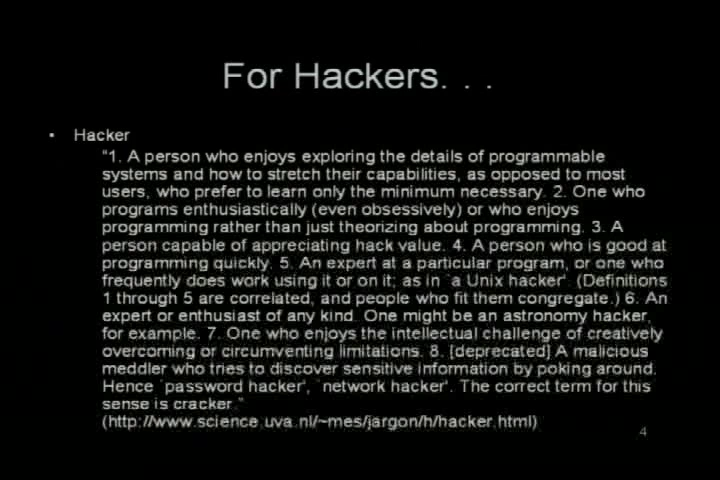 For Hackers. . .
• Hacker
"1. A person who enjoys exploring the details of programmable
systems and how to stretch their capabilities, as opposed to most
users, who prefer to learn only the minimum necessary. 2. One who
programs enthusiastically (even obsessively) or who enjoys
programming rather than just theorizing about programming. 3. A
person capable of appreciating hack value. 4. A person who is good at
programming quickly. 5. An expert at a particular program, or one who
frequently does work using it or on it; as in `a Unix hacker'. (Definitions
1 through 5 are correlated, and people who fit them congregate.) 6. An
expert or enthusiast of any kind. One might be an astronomy hacker,
for example. 7. One who enjoys the intellectual challenge of creatively
overcoming or circumventing limitations. 8. [deprecated] A malicious
meddler who tries to discover sensitive information by poking around.
Hence `password hacker', `network hacker'. The correct term for this
sense is cracker."
(http://www.science.uva.nl/~mes/jargon/h/hacker.html)
4